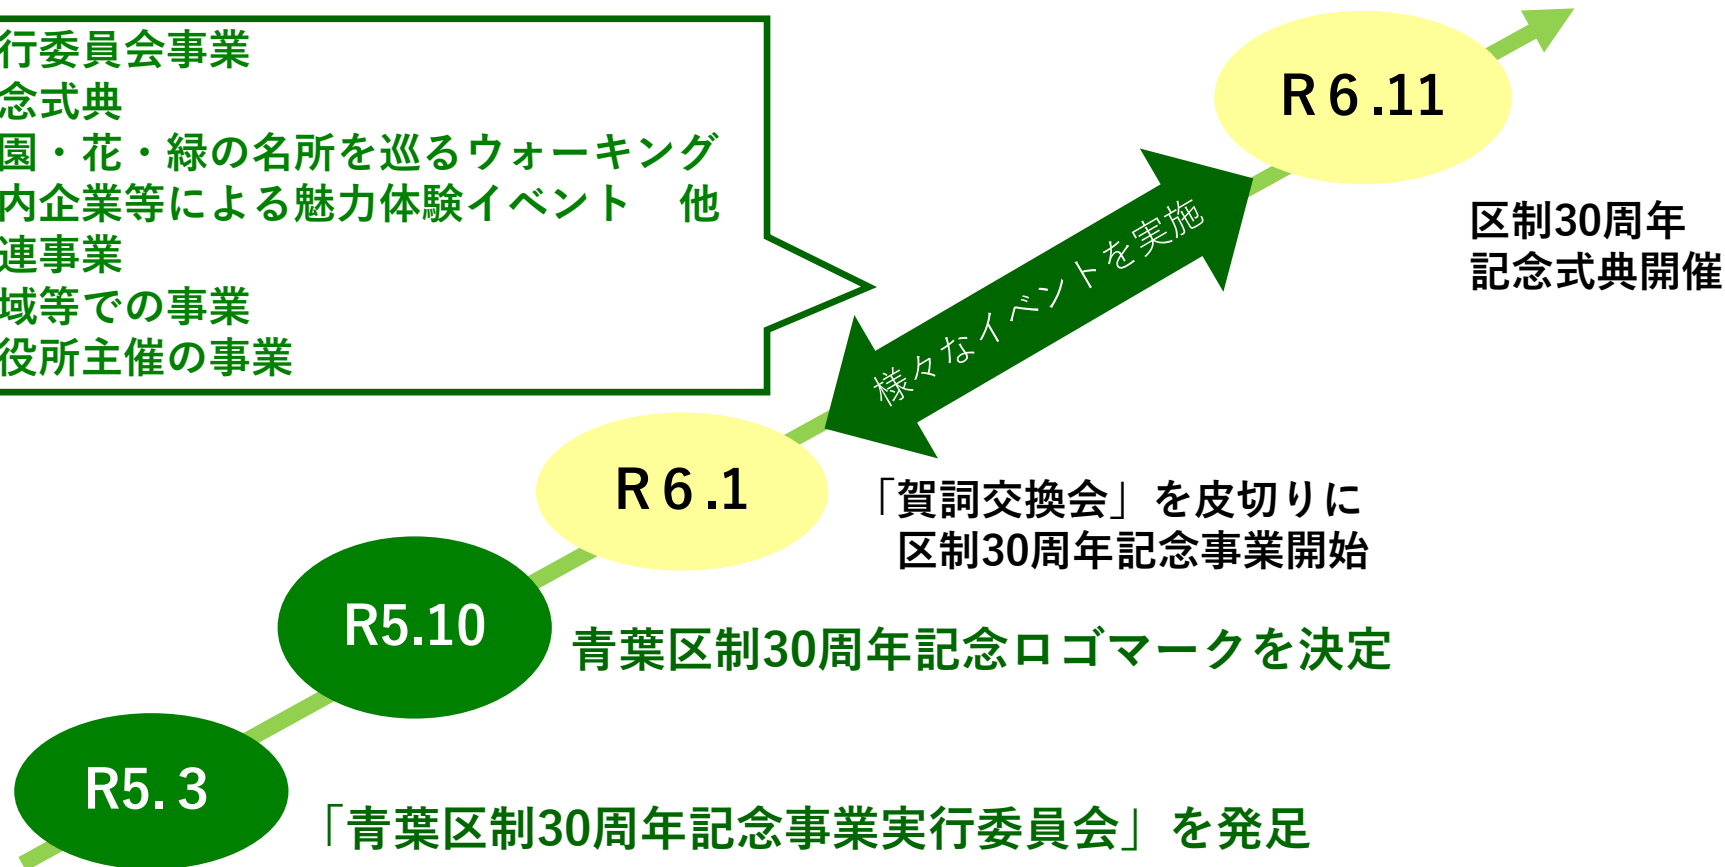 行委員会事業
念式典
園・花・緑の名所を巡るウォーキング
内企業等による魅力体験イベント　他
連事業
域等での事業
役所主催の事業
R６.11
区制30周年
記念式典開催
様々なイベントを実施
R６.1
「賀詞交換会」を皮切りに
区制30周年記念事業開始
R5.10
青葉区制30周年記念ロゴマークを決定
R5.３
「青葉区制30周年記念事業実行委員会」を発足